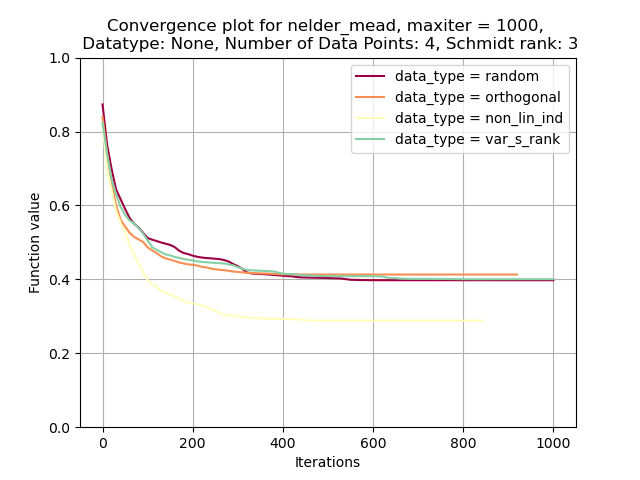 Convergence plot for nelder_mead, maxiter = 1000,
Datatype: None, Number of Data Points: 4, Schmidt rank: 3
data_type = random
data_type = orthogonal
data_type = non_lin_ind
data_type = var_s_rank
1.0
0.8
0.6
0.4
0.2
0.0
Function value
0 200 400 600 800 1000
Iterations